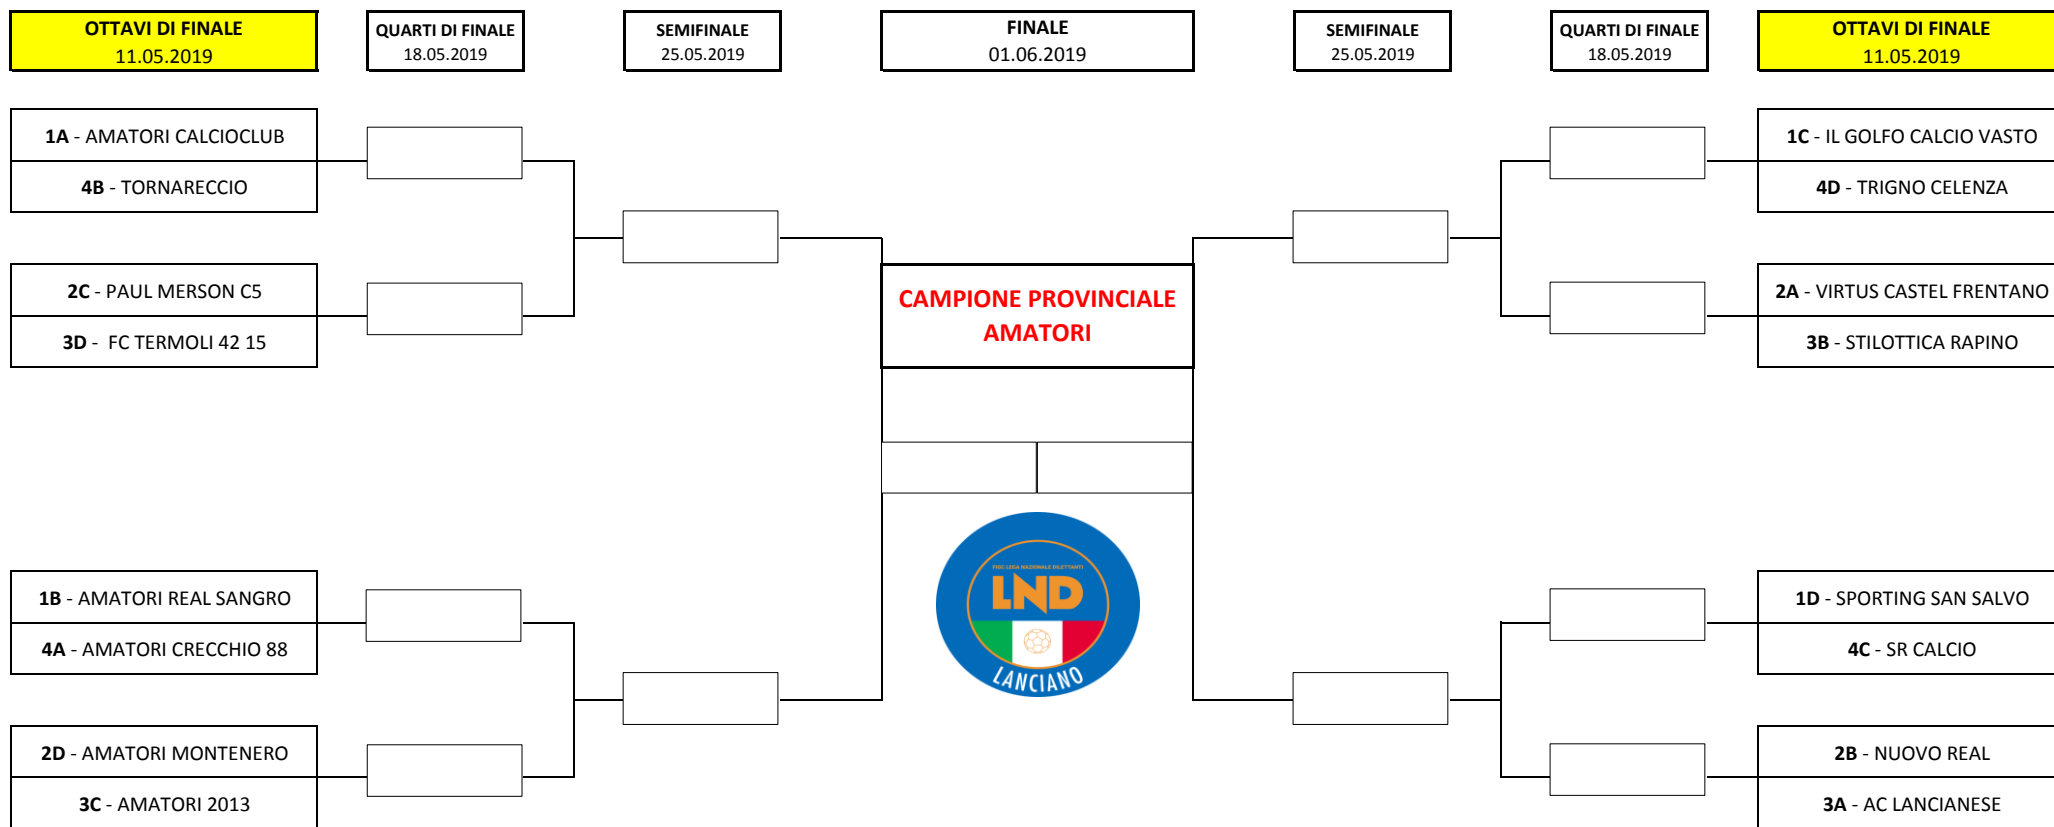 OTTAVI DI FINALE
11.05.2019
QUARTI DI FINALE
18.05.2019
SEMIFINALE
25.05.2019
FINALE
01.06.2019
SEMIFINALE
25.05.2019
QUARTI DI FINALE
18.05.2019
OTTAVI DI FINALE
11.05.2019
1A - AMATORI CALCIOCLUB
4B - TORNARECCIO
2C - PAUL MERSON C5
3D -  FC TERMOLI 42 15
1B - AMATORI REAL SANGRO
4A - AMATORI CRECCHIO 88
2D - AMATORI MONTENERO
3C - AMATORI 2013
CAMPIONE PROVINCIALE
AMATORI
FIGC LEGA NAZIONALE DILETTANTI
LND
LANCIANO
1C - IL GOLFO CALCIO VASTO
4D - TRIGNO CELENZA
2A - VIRTUS CASTEL FRENTANO
3B - STILOTTICA RAPINO
1D - SPORTING SAN SALVO
4C - SR CALCIO
2B - NUOVO REAL
3A - AC LANCIANESE